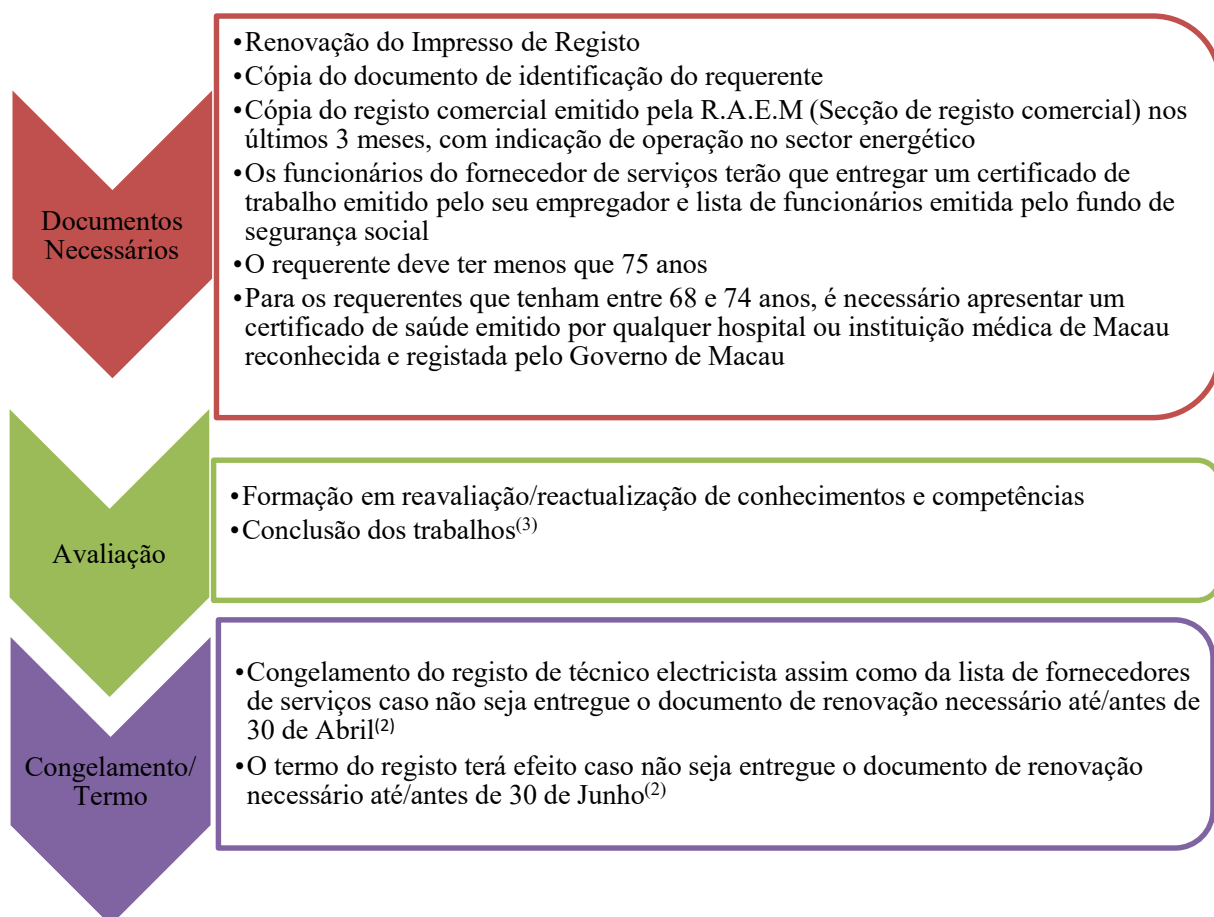 Documentos
Necessários
•Renovação do Impresso de Registo
•Cópia do documento de identificação do requerente
•Cópia do registo comercial emitido pela R.A.E.M (Secção de registo comercial) nos
últimos 3 meses, com indicação de operação no sector energético
•Os funcionários do fornecedor de serviços terão que entregar um certificado de
trabalho emitido pelo seu empregador e lista de funcionários emitida pelo fundo de
segurança social
•O requerente deve ter menos que 75 anos
•Para os requerentes que tenham entre 68 e 74 anos, é necessário apresentar um
certificado de saúde emitido por qualquer hospital ou instituição médica de Macau
reconhecida e registada pelo Governo de Macau
Avaliação
•Formação em reavaliação/reactualização de conhecimentos e competências
•Conclusão dos trabalhos(3)
Congelamento/
Termo
•Congelamento do registo de técnico electricista assim como da lista de fornecedores
de serviços caso não seja entregue o documento de renovação necessário até/antes de
30 de Abril(2)
•O termo do registo terá efeito caso não seja entregue o documento de renovação
necessário até/antes de 30 de Junho(2)